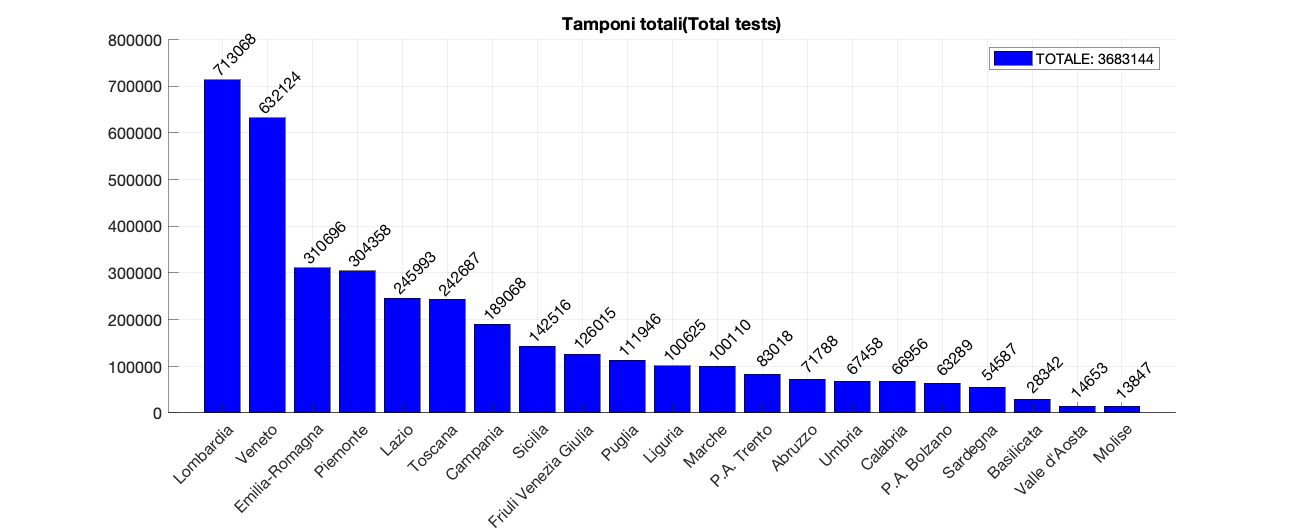 Tamponi totali(Total tests)
TOTALE: 3683144
800000
700000
600000
500000
400000
300000
200000
100000
0
713068
632124
310696
304358
245993
242687
189068
142516
126015
111946
100625
100110
83018
71788
67458
66956
63289
54587
28342
14653
13847
Lombardia
Veneto
Emilia-Romagna
Piemonte
Lazio
Toscana
Campania
Sicilia
Friuli Venezia Giulia
Puglia
Liguria
Marche
P.A. Trento
Abruzzo
Umbria
Calabria
P.A. Bolzano
Sardegna
Basilicata
Valle d'Aosta
Molise